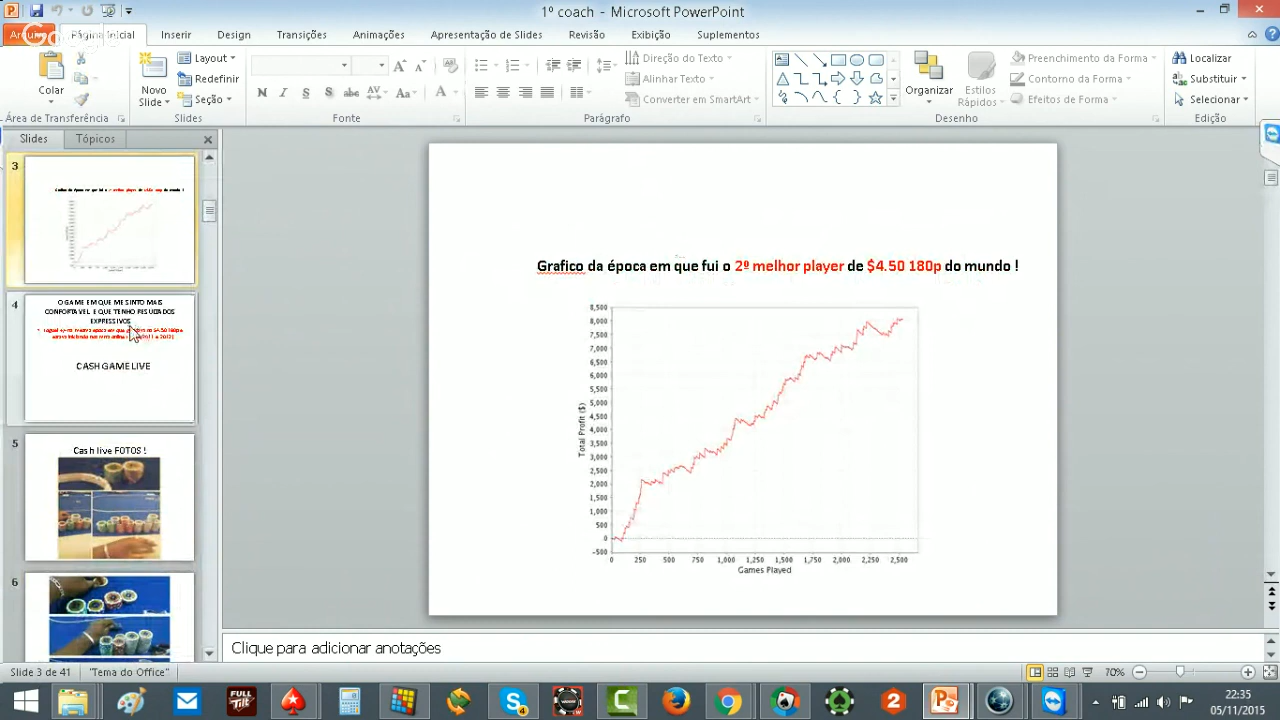 1º coach - Microsoft PowerPoint
Página Inicial
Inserir
Design
Transições
Animações
Apresentação de Slides
Revisão
Exibição
Suplementos
Colar
Novo
Slide
Layout
Redefinir
Seção
Direção do Texto
Alinhar Texto
Converter em SmartArt
Organizar
Estilos
Rápidos
Preenchimento da Forma
Contorno da Forma
Efeitos de Forma
Localizar
Substituir
Selecionar
Área de Transferência
Slides
Fonte
Parágrafo
Desenho
Edição
Slides
Tópicos
3
4
O GAME EM QUE ME SINTO MAIS
CONFORTAVEL E QUE TENHO RESULTADOS
EXPRESSIVOS
CASH GAME LIVE
5
Cash live FOTOS !
6
Grafico da época em que fui o 2º melhor player de $4.50 180p do mundo !
8,500
8,000
7,500
7,000
6,500
6,000
5,500
5,000
4,500
4,000
3,500
3,000
2,500
2,000
1,500
1,000
500
0
-500
Total Profit ($)
0 250 500 750 1,000 1,250 1,500 1,750 2,000 2,250 2,500
Games Played
Clique para adicionar anotações
Slide 3 de 41
"Tema do Office"
70%
FULL
TILT
4
2
22:35
05/11/2015